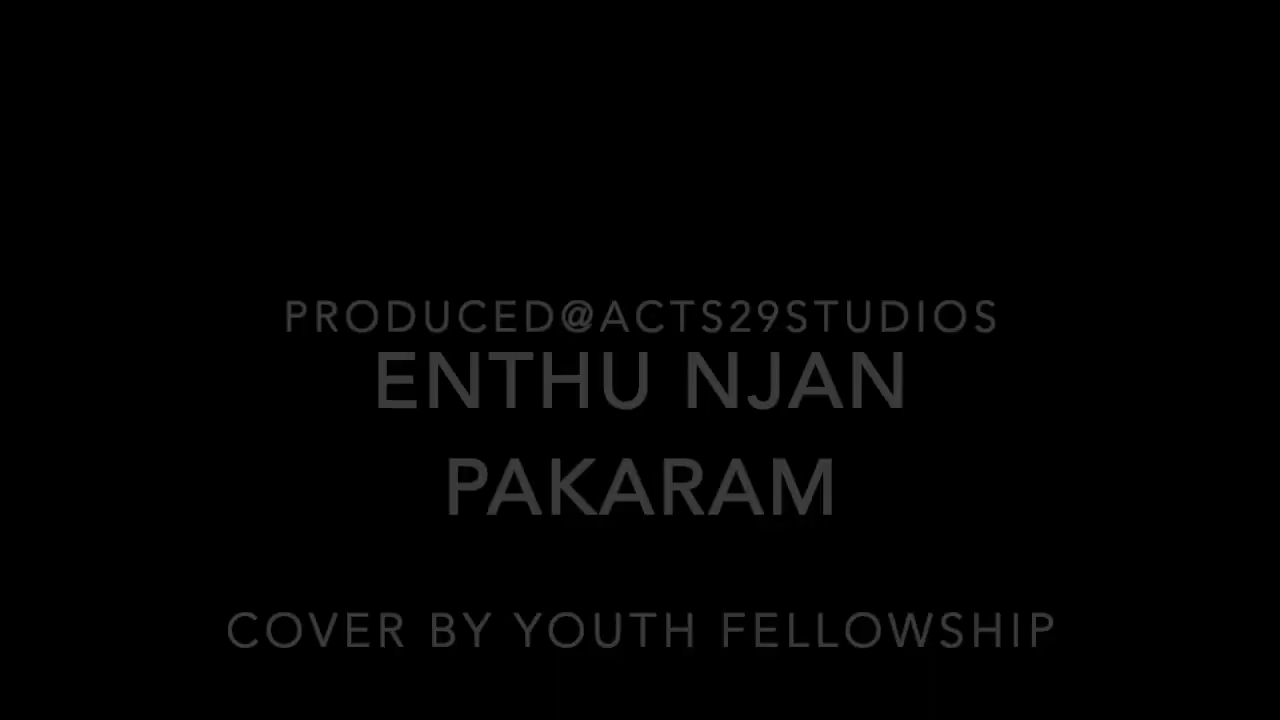 PRODUCED@ACTS29STUDIOS
ENTHU NJAN
PAKARAM
COVER BY YOUTH FELLOWSHIP